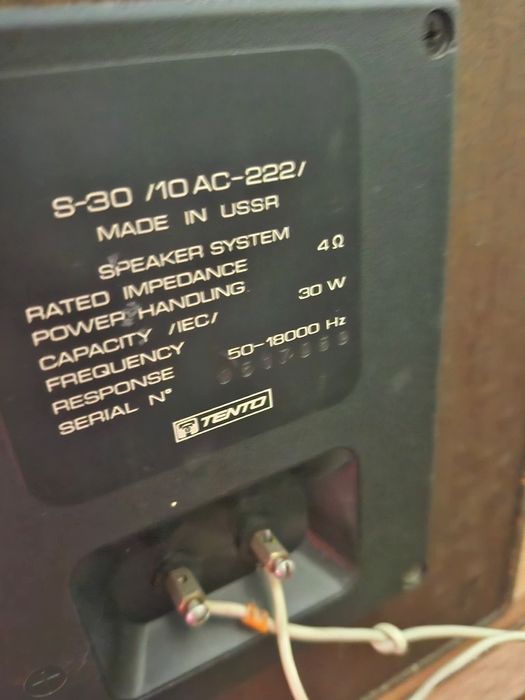 S-30 /10 AC-222/
MADE IN USSR
SPEAKER SYSTEM
RATED IMPEDANCE 4Ω
POWER HANDLING
CAPACITY /IEC/ 30 W
FREQUENCY
RESPONSE 50-18000 Hz
SERIAL N°
TENTO